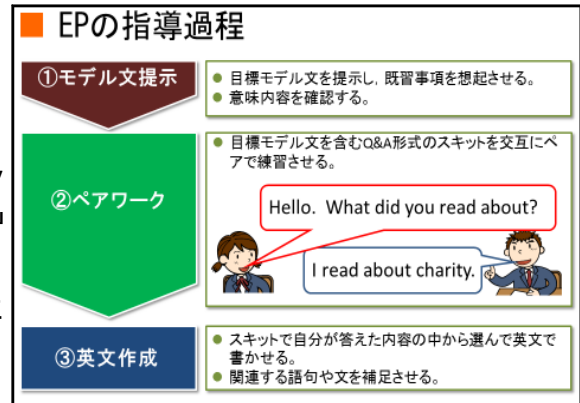 ■ EPの指導過程
①モデル文提示
● 目標モデル文を提示し，既習事項を想起させる。
● 意味内容を確認する。
②ペアワーク
● 目標モデル文を含むQ&A形式のスキットを交互にペ
アで練習させる。
Hello. What did you read about?
I read about charity.
③英文作成
● スキットで自分が答えた内容の中から選んで英文で
書かせる。
● 関連する語句や文を補足させる。